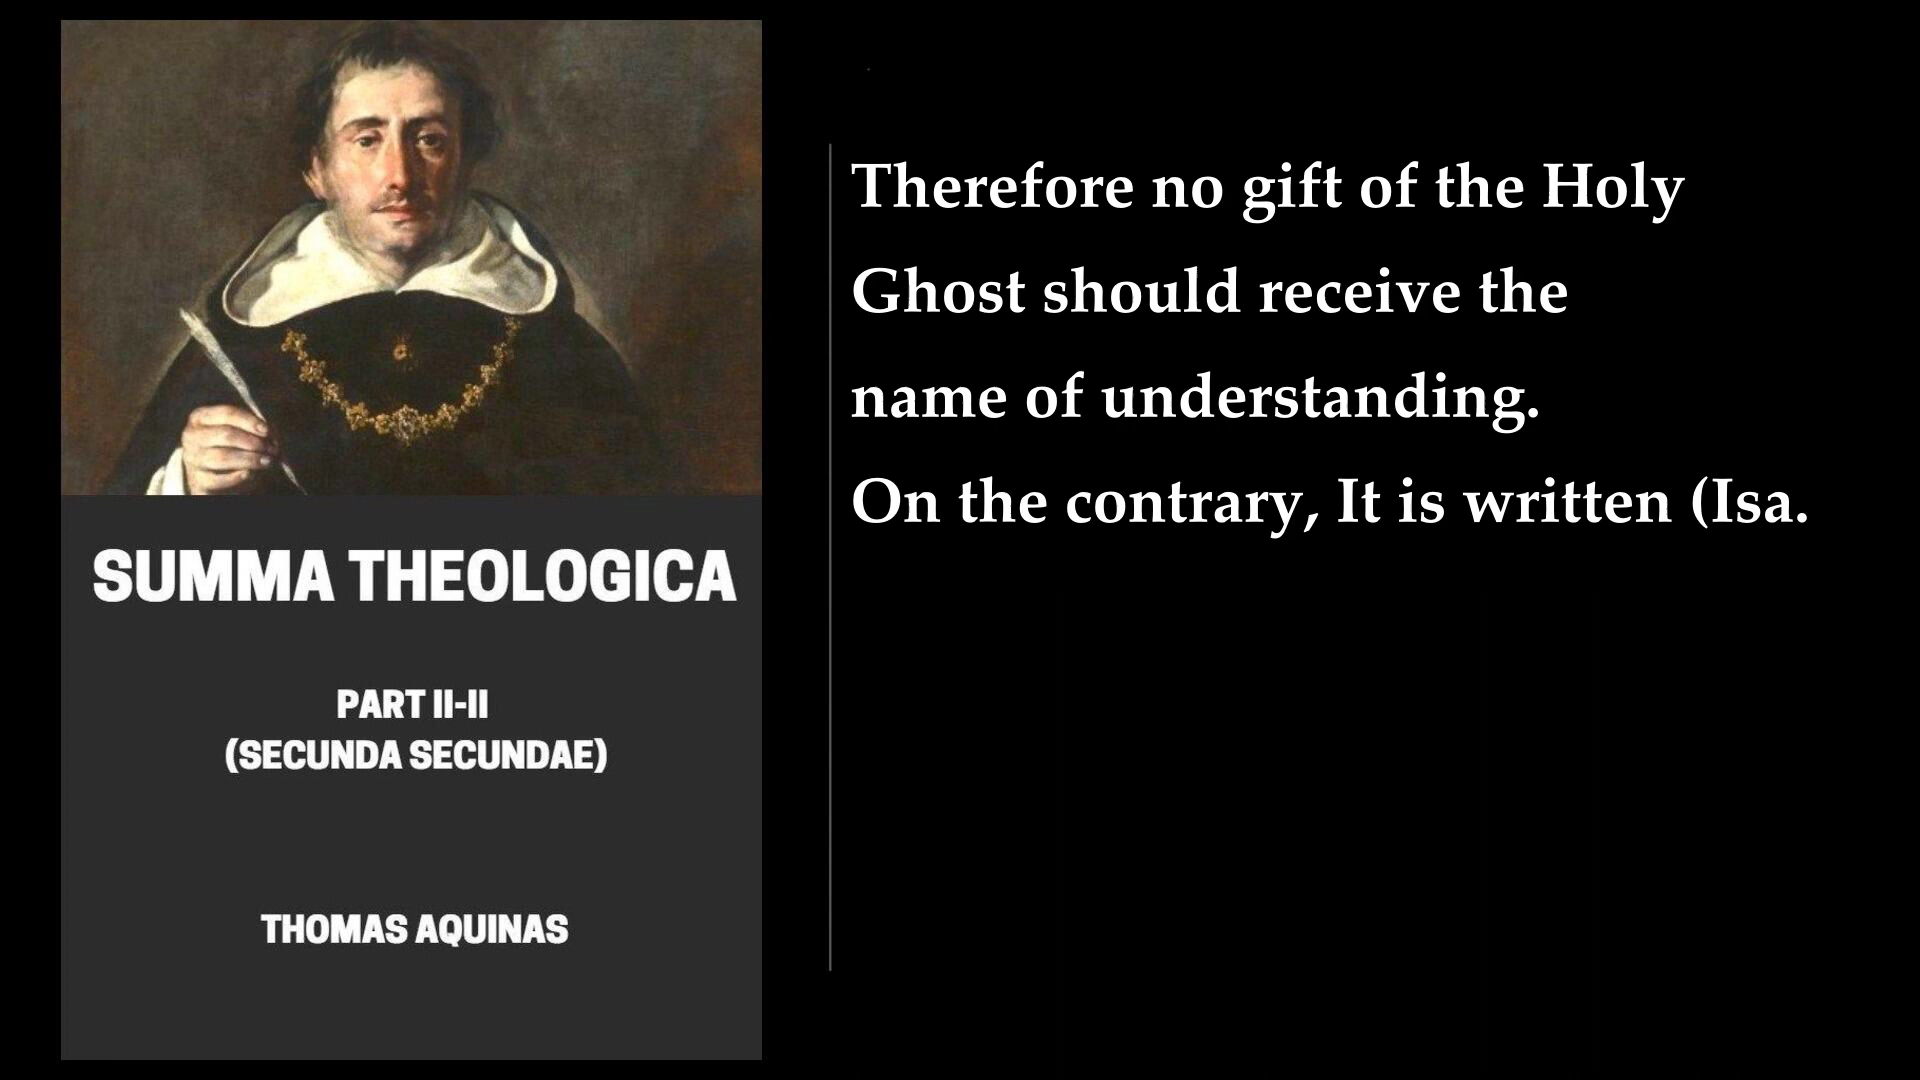 SUMMA THEOLOGICA
PART II-II
(SECUNDA SECUNDAE)
THOMAS AQUINAS
Therefore no gift of the Holy
Ghost should receive the
name of understanding.
On the contrary, It is written (Isa.